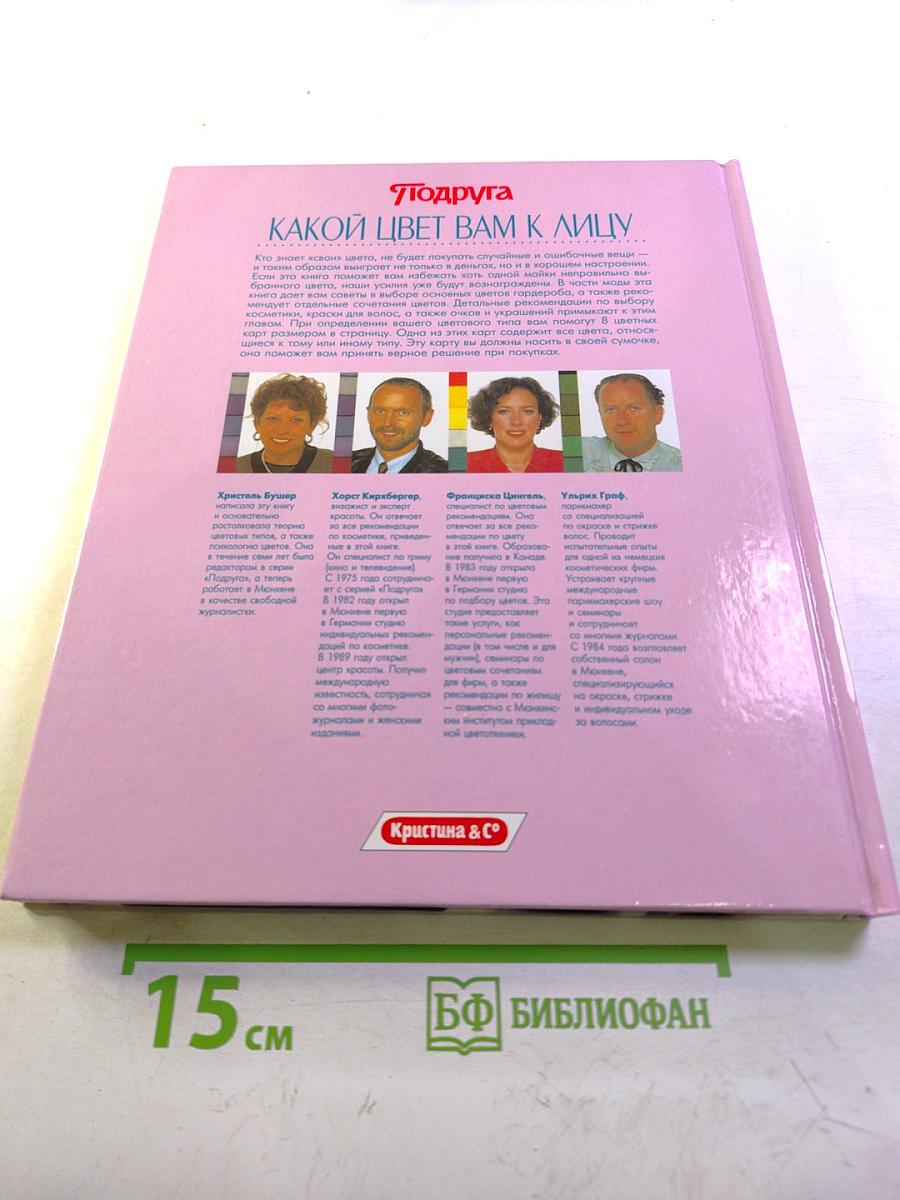 Подруга
КАКОЙ ЦВЕТ ВАМ К ЛИЦУ
Кто знает «свои» цвета, не будет покупать случайные и ошибочные вещи —
и таким образом выиграет не только в деньгах, но и в хорошем настроении.
Если эта книга поможет вам избежать хоть одной майки неправильно вы-
бранного цвета, наши усилия уже будут вознаграждены. В части моды эта
книга дает вам советы в выборе основных цветов гардероба, а также реко-
мендует отдельные сочетания цветов. Детальные рекомендации по выбору
косметики, краски для волос, а также очков и украшений примыкают к этим
главам. При определении вашего цветового типа вам помогут 8 цветных
карт размером в страницу. Одна из этих карт содержит все цвета, относя-
щиеся к тому или иному типу. Эту карту вы должны носить в своей сумочке,
она поможет вам принять верное решение при покупках.
Христель Бушер
написала эту книгу
и основательно
растолковала теорию
цветовых типов, а также
психологию цветов. Она
в течение семи лет была
редактором в серии
«Подруга», а теперь
работает в Мюнхене
в качестве свободной
журналистки.
Хорст Кирхбергер,
визажист и эксперт
красоты. Он отвечает
за все рекомендации
по косметике, приведен-
ные в этой книге.
Он специалист по гриму
(кино и телевидение).
С 1975 года сотруднича-
ет с серией «Подруга».
В 1982 году открыл
в Мюнхене первую
в Германии студию
индивидуальных рекомен-
даций по косметике.
В 1989 году открыл
центр красоты. Получил
международную
известность, сотрудничая
со многими фото-
журналами и женскими
изданиями.
Франциска Цингель,
специалист по цветовым
рекомендациям. Она
отвечает за все реко-
мендации по цвету
в этой книге. Образова-
ние получила в Канаде.
В 1983 году открыла
в Мюнхене первую
в Германии студию
по подбору цветов. Эта
студия предоставляет
такие услуги, как
персональные рекомен-
дации (в том числе и для
мужчин), семинары по
цветовым сочетаниям
для фирм, а также
рекомендации по жилищу
— совместно с Мюнхенс-
ким институтом приклад-
ной цветотехники.
Ульрих Граф,
парикмахер
со специализацией
по окраске и стрижке
волос. Проводит
испытательные опыты
для одной из немецких
косметических фирм.
Устраивает крупные
международные
парикмахерские шоу
и семинары
и сотрудничает
со многими журналами.
С 1984 года возглавляет
собственный салон
в Мюнхене,
специализирующийся
на окраске, стрижке
и индивидуальном уходе
за волосами.
Кристина & Cº
15 см
БФ БИБЛИОФАН